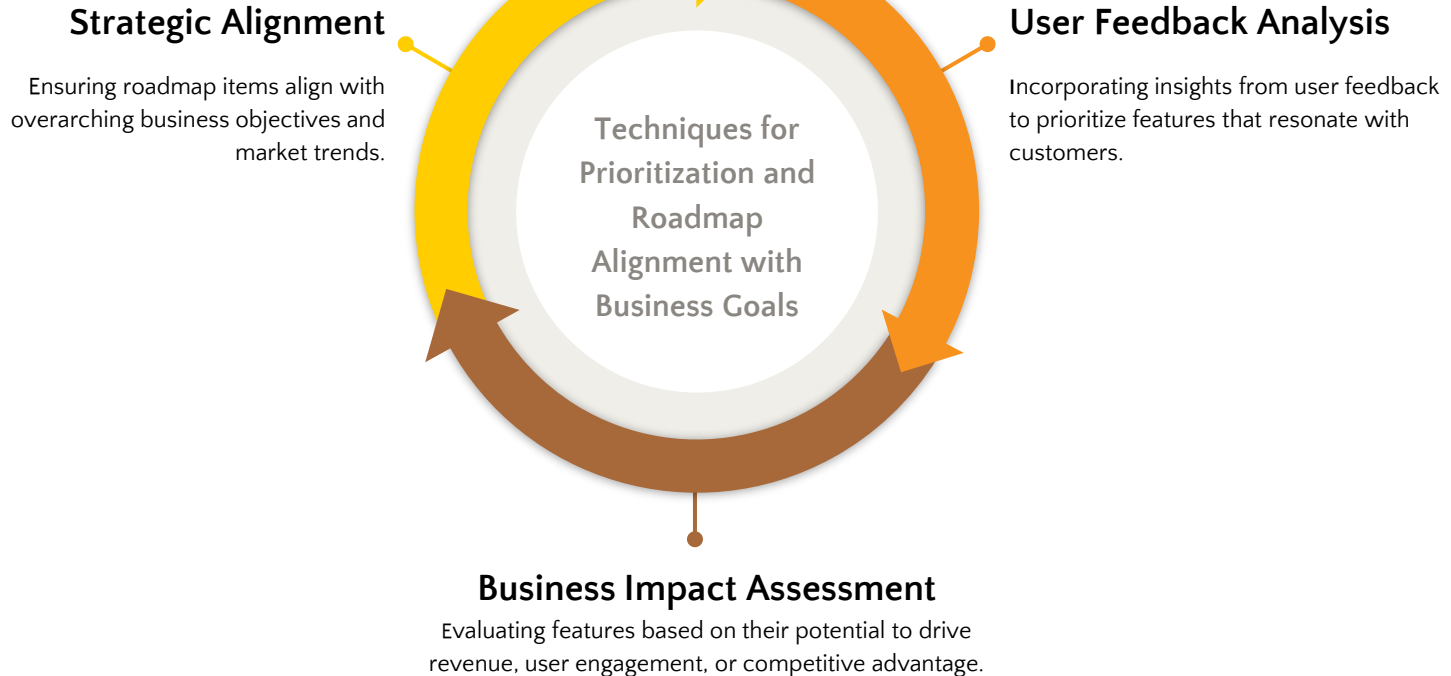 Strategic Alignment
Ensuring roadmap items align with
overarching business objectives and
market trends.
Techniques for
Prioritization and
Roadmap
Alignment with
Business Goals
User Feedback Analysis
Incorporating insights from user feedback
to prioritize features that resonate with
customers.
Business Impact Assessment
Evaluating features based on their potential to drive
revenue, user engagement, or competitive advantage.